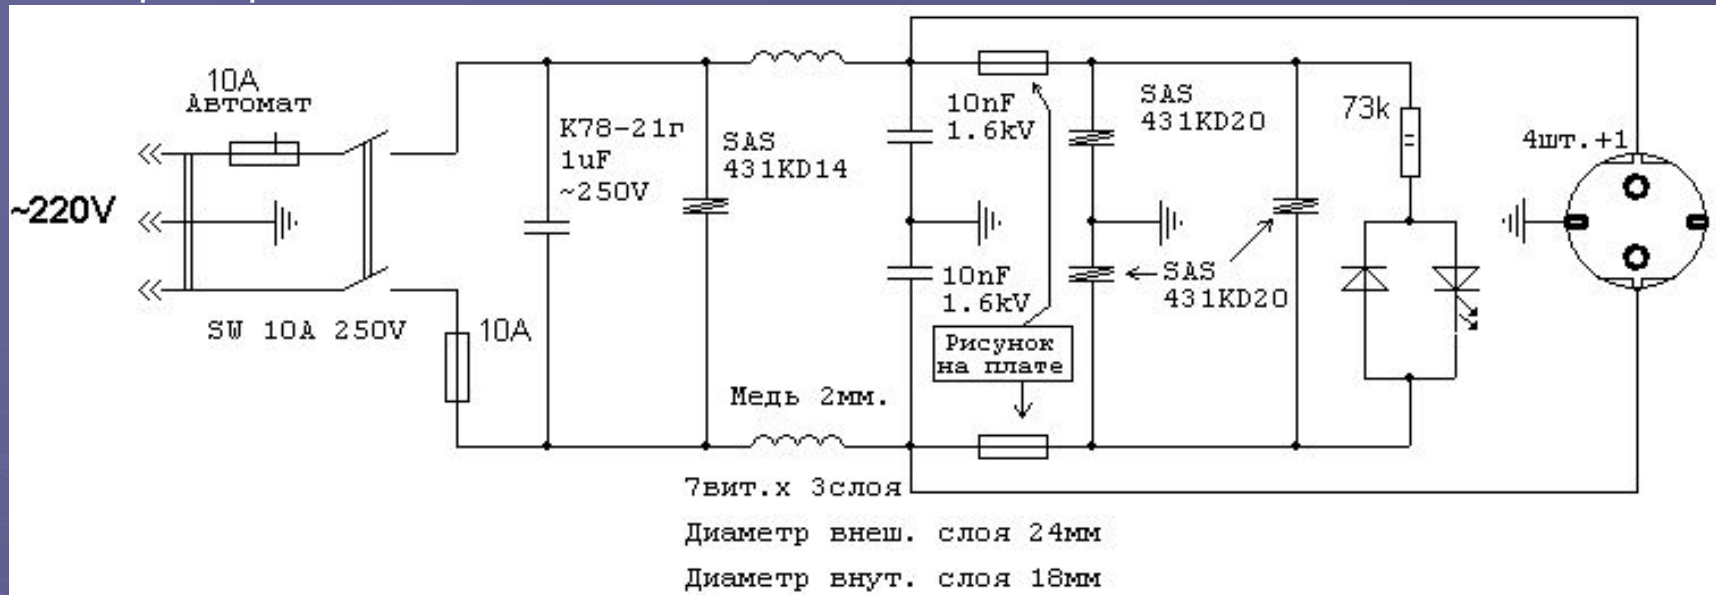 10A
Автомат
~220V
SW 10A 250V
10A
К78-21г
1uF
~250V
SAS
431KD14
10nF
1.6kV
10nF
1.6kV
SAS
431KD20
SAS
431KD20
73k
4шт.+1
Рисунок
на плате
Медь 2мм.
7вит.х 3слоя
Диаметр внеш. слоя 24мм
Диаметр внут. слоя 18мм